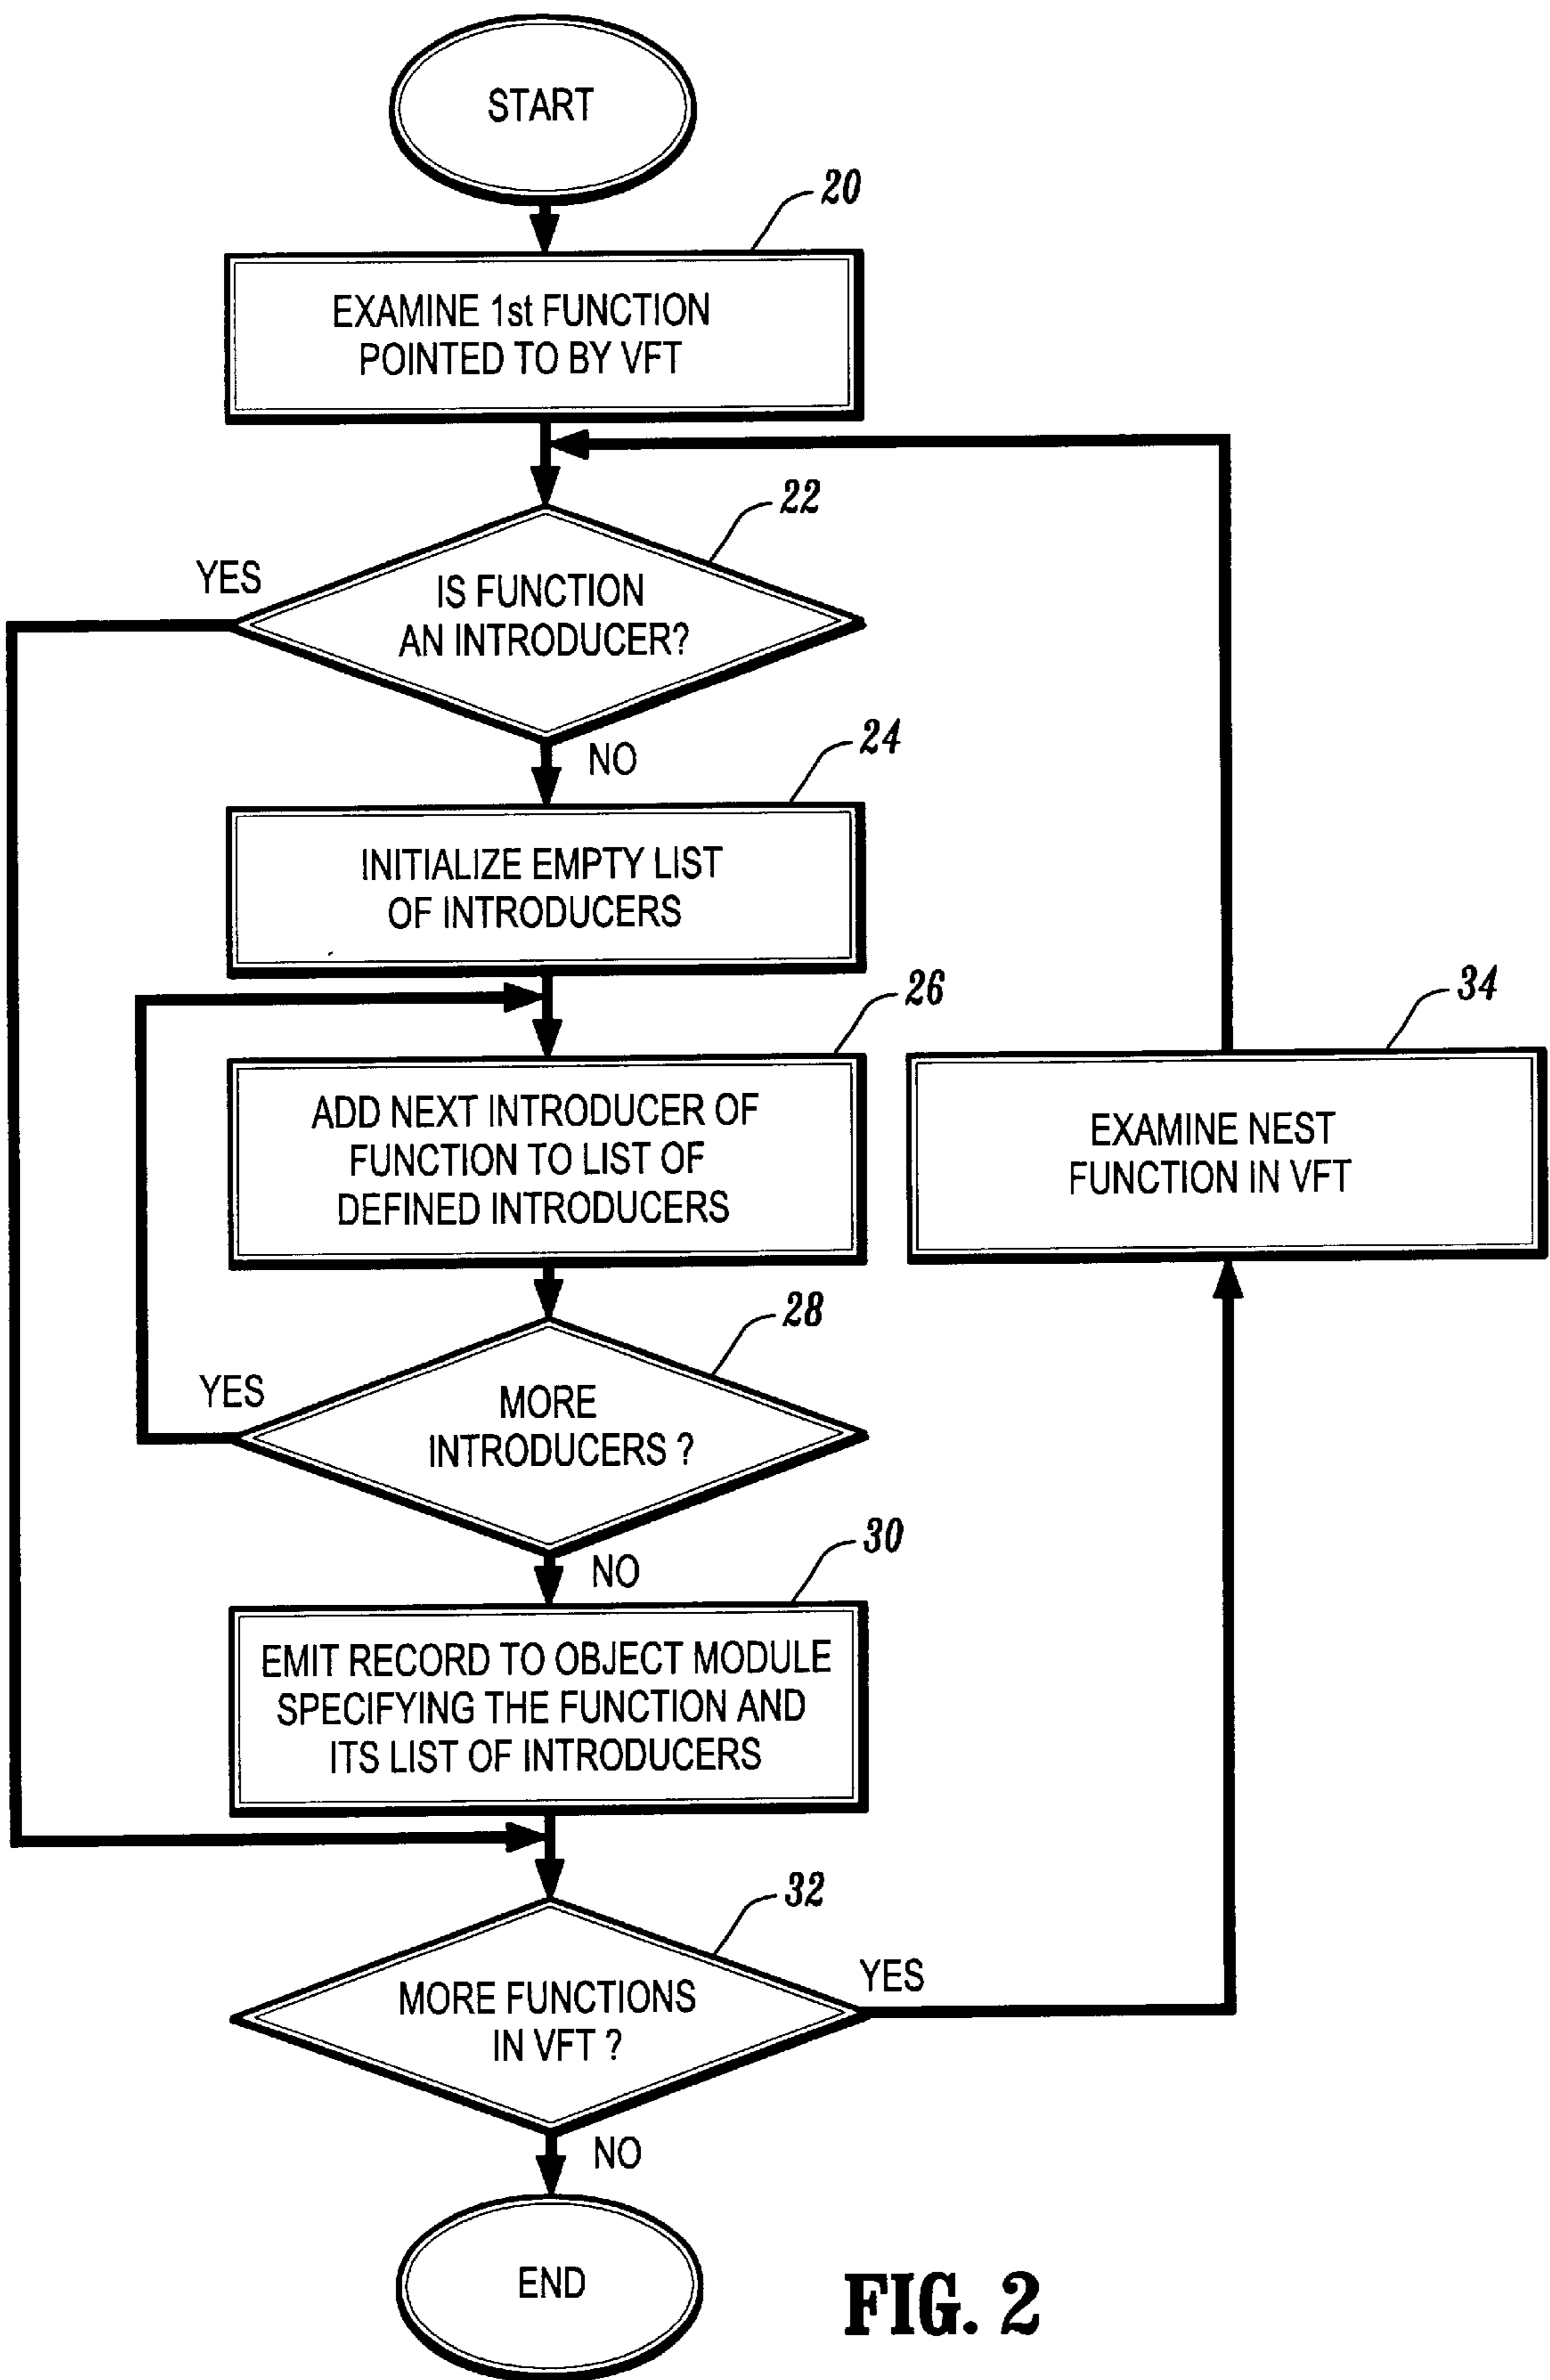 START
20
EXAMINE 1st FUNCTION
POINTED TO BY VFT
22
YES
IS FUNCTION
AN INTRODUCER?
NO
24
INITIALIZE EMPTY LIST
OF INTRODUCERS
26
34
ADD NEXT INTRODUCER OF
FUNCTION TO LIST OF
DEFINED INTRODUCERS
EXAMINE NEST
FUNCTION IN VFT
28
YES
MORE
INTRODUCERS ?
NO
30
EMIT RECORD TO OBJECT MODULE
SPECIFYING THE FUNCTION AND
ITS LIST OF INTRODUCERS
32
MORE FUNCTIONS
IN VFT ?
YES
NO
END
FIG. 2